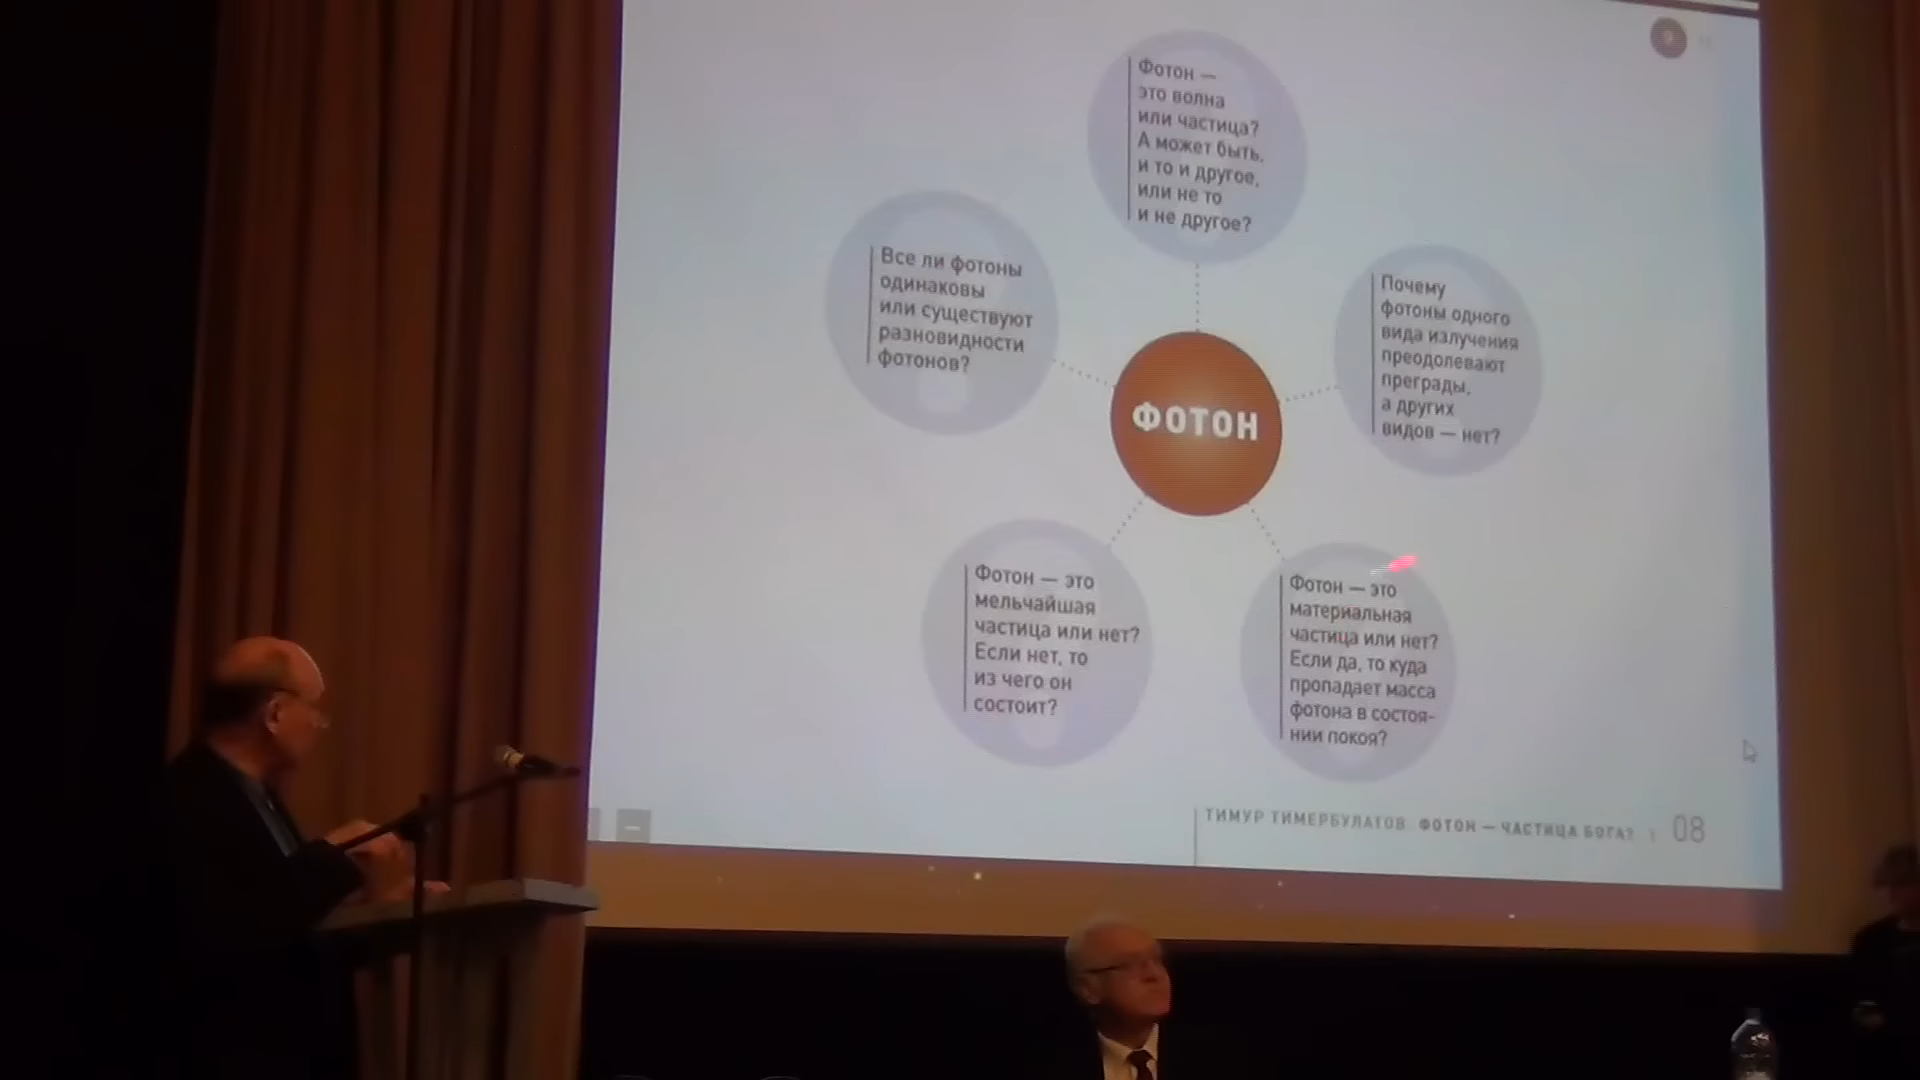 Фотон —
это волна
или частица?
А может быть,
и то и другое,
или не то
и не другое?
Все ли фотоны
одинаковы
или существуют
разновидности
фотонов?
Почему
фотоны одного
вида излучения
преодолевают
преграды,
а других
видов — нет?
ФОТОН
Фотон — это
мельчайшая
частица или нет?
Если нет, то
из чего он
состоит?
Фотон — это
материальная
частица или нет?
Если да, то куда
пропадает масса
фотона в состоя-
нии покоя?
ТИМУР ТИМЕРБУЛАТОВ ФОТОН — ЧАСТИЦА БОГА? | 08